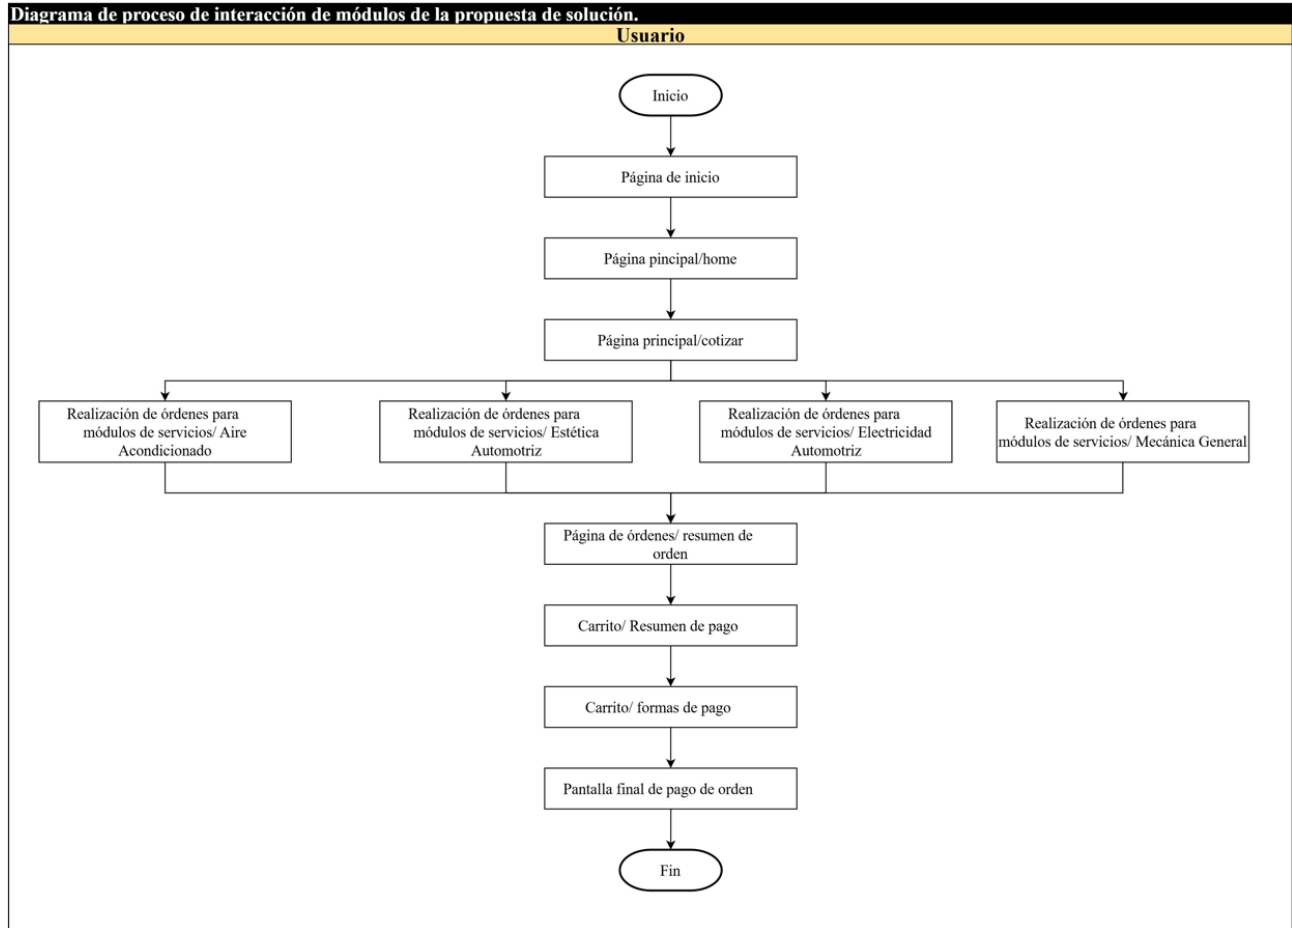 Diagrama de proceso de interacción de módulos de la propuesta de solución.
Usuario
Inicio
Página de inicio
Página pincipal/home
Página principal/cotizar
Realización de órdenes para
módulos de servicios/ Aire
Acondicionado
Realización de órdenes para
módulos de servicios/ Estética
Automotriz
Realización de órdenes para
módulos de servicios/ Electricidad
Automotriz
Realización de órdenes para
módulos de servicios/ Mecánica General
Página de órdenes/ resumen de
orden
Carrito/ Resumen de pago
Carrito/ formas de pago
Pantalla final de pago de orden
Fin